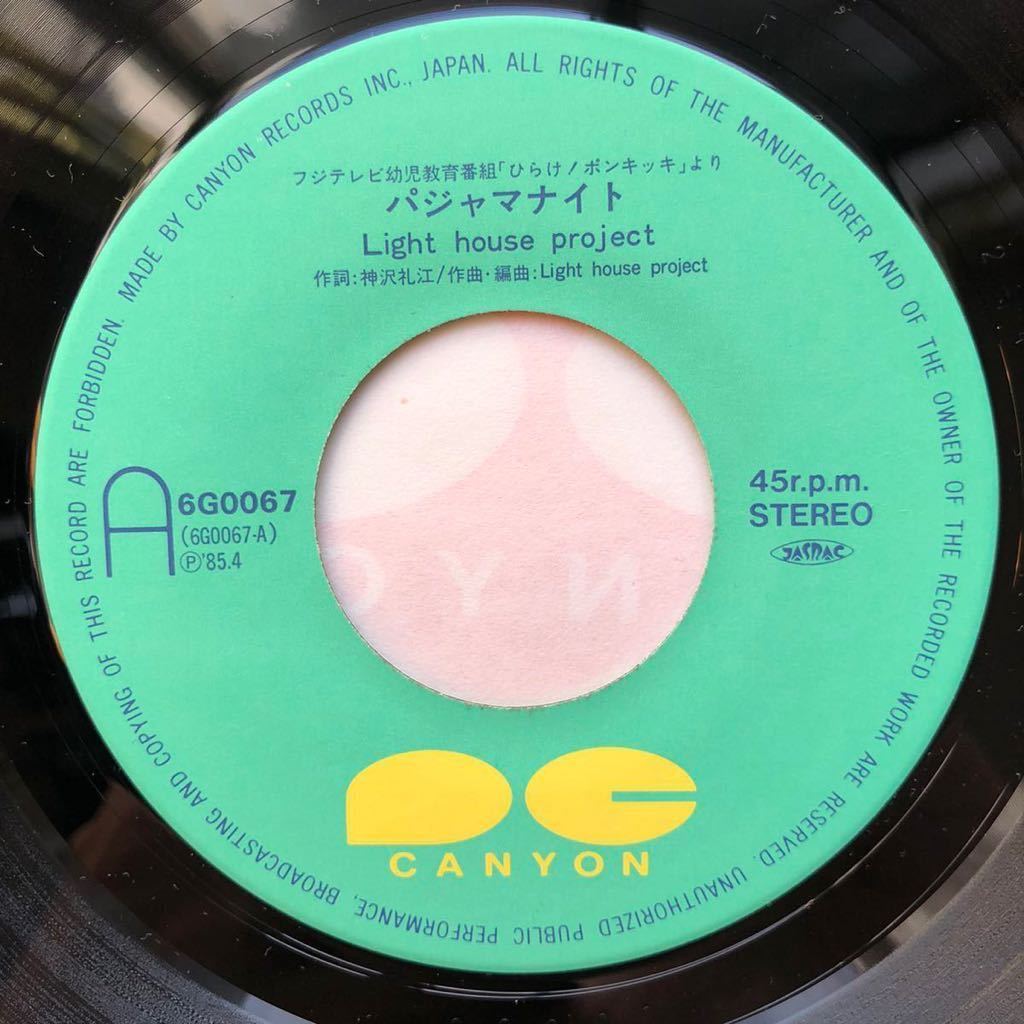 MADE BY CANYON RECORDS INC., JAPAN. ALL RIGHTS OF THE MANUFACTURER AND OF THE OWNER OF THE RECORDED WORK ARE RESERVED. UNAUTHORIZED PUBLIC PERFORMANCE, BROADCASTING AND COPYING OF THIS RECORD ARE FORBIDDEN.
フジテレビ幼児教育番組「ひらけ!ポンキッキ」より
パジャマナイト
Light house project
作詞:神沢礼江/作曲・編曲:Light house project
A 6G0067
(6G0067-A)
Ⓟ'85.4
45r.p.m.
STEREO
JASRAC
CANYON